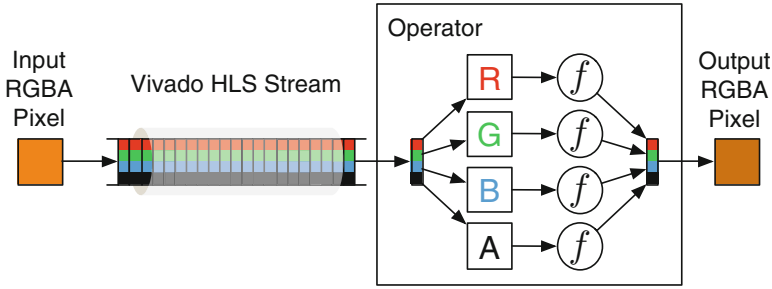 Input
RGBA
Pixel
Vivado HLS Stream
Operator
R
f
G
f
B
f
A
f
Output
RGBA
Pixel